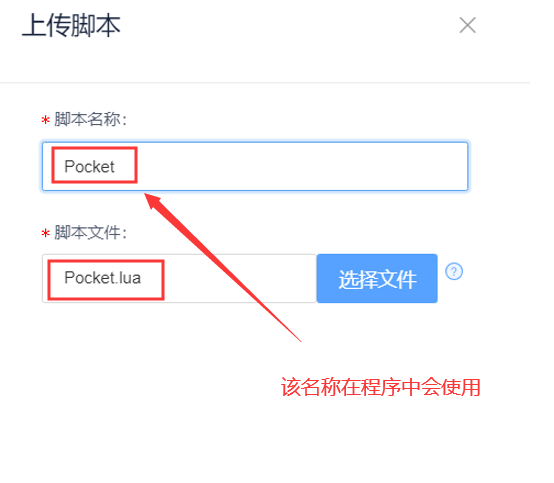 上传脚本
* 脚本名称:
Pocket
* 脚本文件:
Pocket.lua
选择文件
?
该名称在程序中会使用